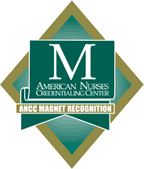 M
AMERICAN NURSES
CREDENTIALING CENTER
ANCC MAGNET RECOGNITION